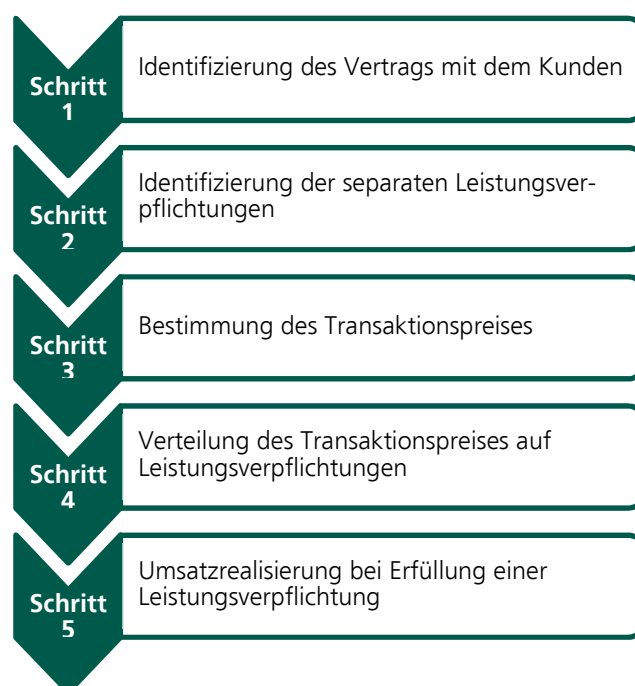 Schritt
1
Identifizierung des Vertrags mit dem Kunden
Schritt
2
Identifizierung der separaten Leistungsver-
pflichtungen
Schritt
3
Bestimmung des Transaktionspreises
Schritt
4
Verteilung des Transaktionspreises auf
Leistungsverpflichtungen
Schritt
5
Umsatzrealisierung bei Erfüllung einer
Leistungsverpflichtung